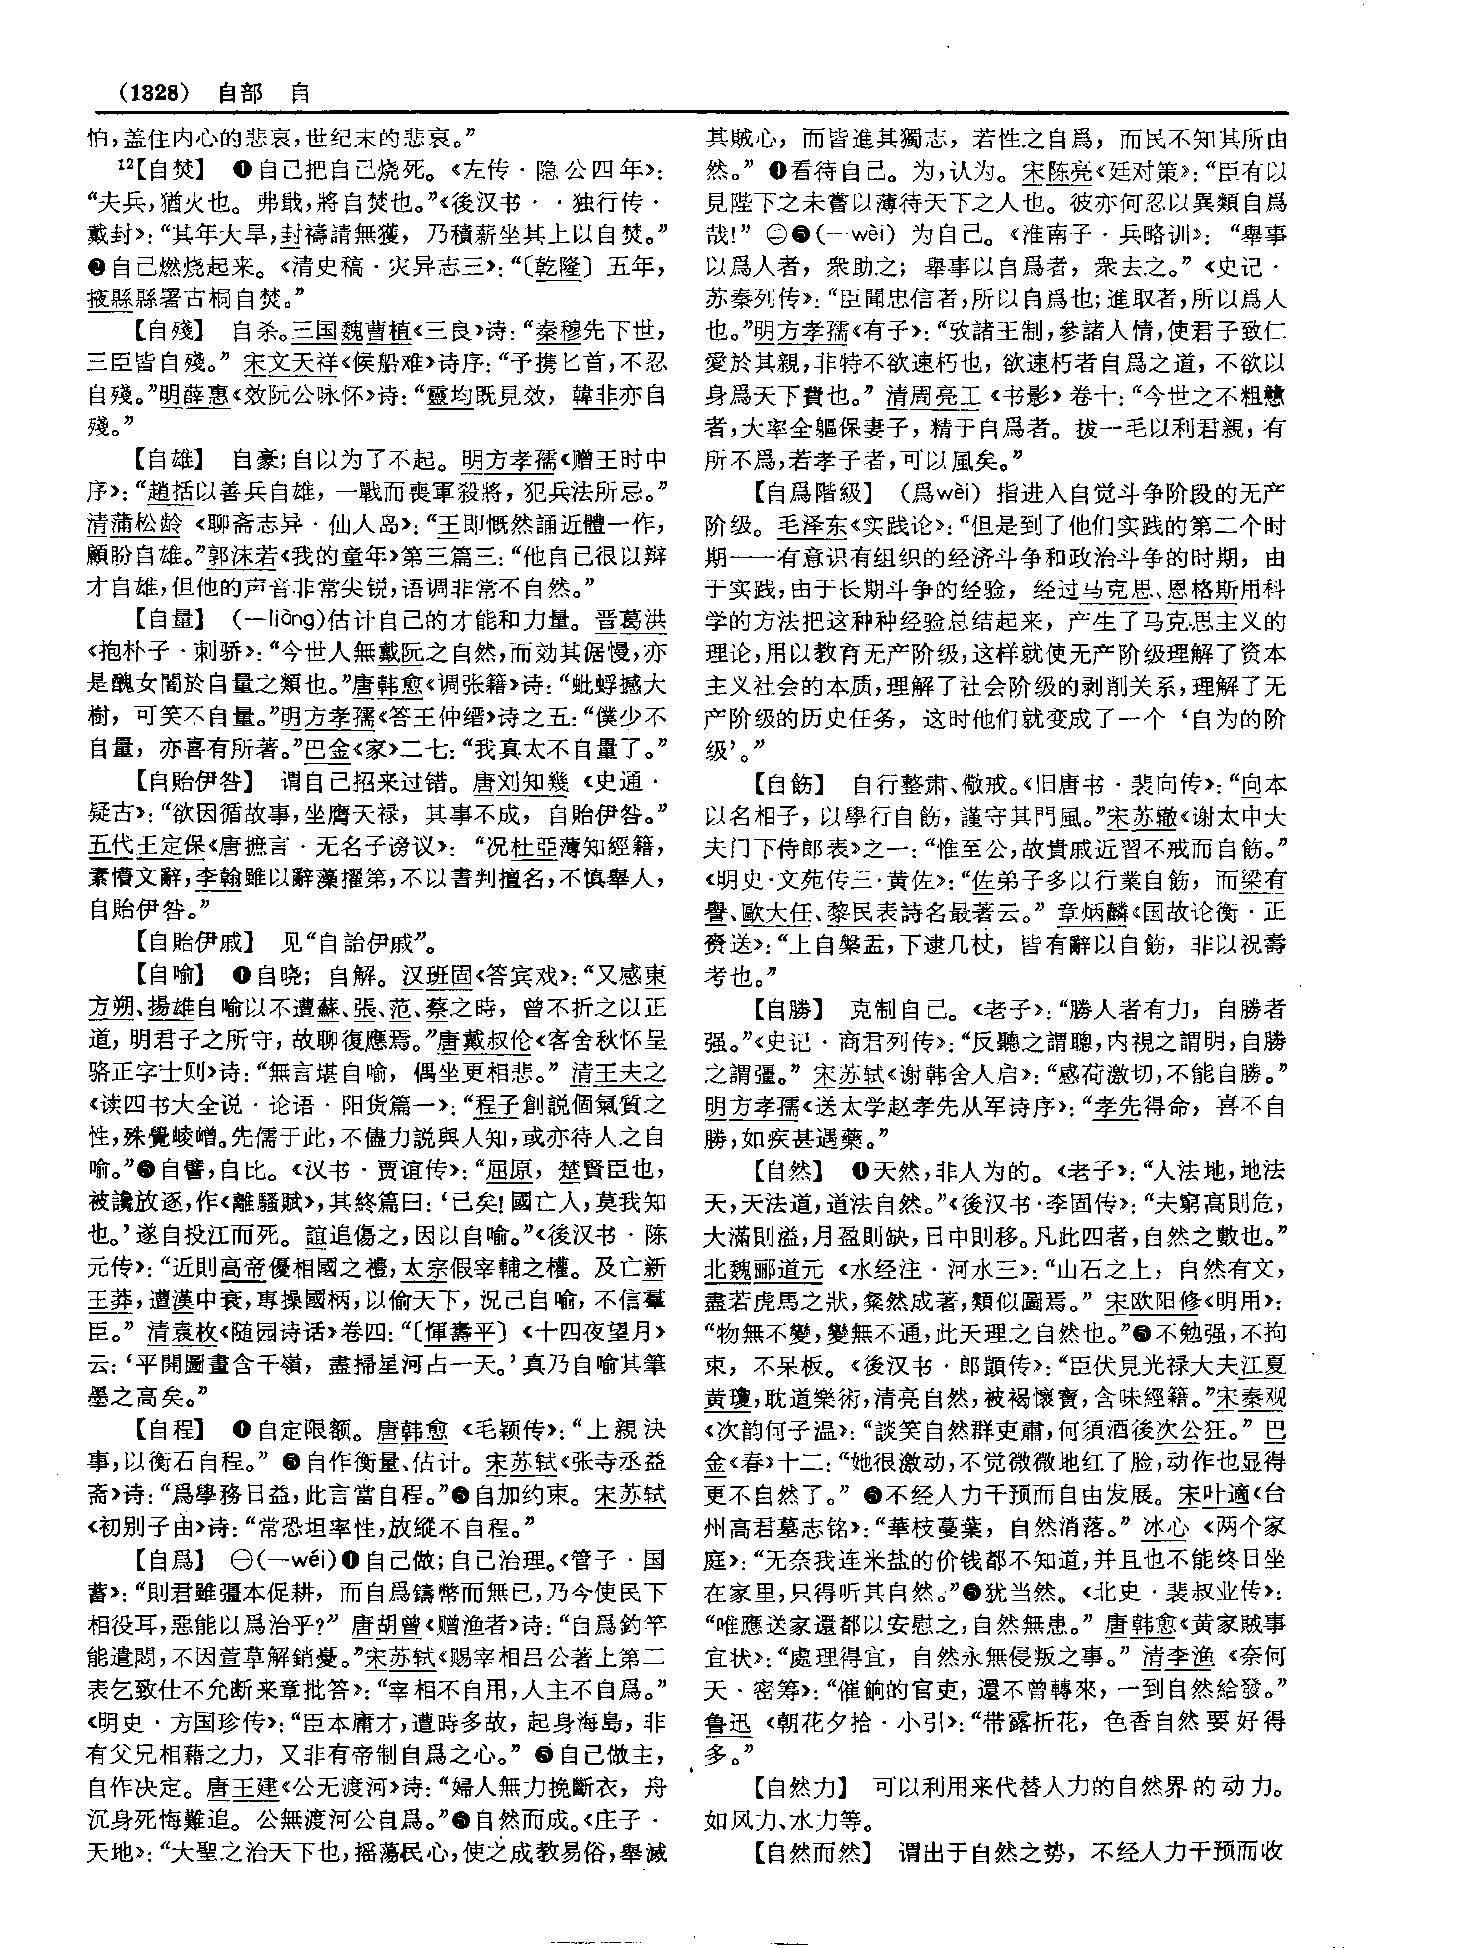 (1328) 自部 自
怕,盖住内心的悲哀,世纪末的悲哀。”
12【自焚】 ❶自己把自己烧死。《左传·隐公四年》:
“夫兵,猶火也。弗戢,將自焚也。”《後汉书··独行传·
戴封》:“其年大旱,封禱請無獲,乃積薪坐其上以自焚。”
❷自己燃烧起来。《清史稿·灾异志三》:“〔乾隆〕五年,
掖縣縣署古桐自焚。”
【自殘】 自杀。三国魏曹植《三良》诗:“秦穆先下世,
三臣皆自殘。” 宋文天祥《候船难》诗序:“予携匕首,不忍
自殘。”明薛惠《效阮公咏怀》诗:“靈均既見效,韓非亦自
殘。”
【自雄】 自豪;自以为了不起。明方孝孺《赠王时中
序》:“趙括以善兵自雄,一戰而喪軍殺將,犯兵法所忌。”
清蒲松龄《聊斋志异·仙人岛》:“王即慨然誦近體一作,
顧盼自雄。”郭沫若《我的童年》第三篇三:“他自己很以辩
才自雄,但他的声音非常尖锐,语调非常不自然。”
【自量】 (一liàng)估计自己的才能和力量。晋葛洪
《抱朴子·刺骄》:“今世人無戴阮之自然,而効其倨慢,亦
是醜女闇於自量之類也。”唐韩愈《调张籍》诗:“蚍蜉撼大
樹,可笑不自量。”明方孝孺《答王仲缙》诗之五:“僕少不
自量,亦喜有所著。”巴金《家》二七:“我真太不自量了。”
【自貽伊咎】 谓自己招来过错。唐刘知幾《史通·
疑古》:“欲因循故事,坐膺天禄,其事不成,自貽伊咎。”
五代王定保《唐摭言·无名子谤议》:“况杜亞薄知經籍,
素懵文辭,李翰雖以辭藻擢第,不以書判擅名,不慎舉人,
自貽伊咎。”
【自貽伊戚】 见“自詒伊戚”。
【自喻】 ❶自晓;自解。汉班固《答宾戏》:“又感東
方朔、揚雄自喻以不遭蘇、張、范、蔡之時,曾不折之以正
道,明君子之所守,故聊復應焉。”唐戴叔伦《客舍秋怀呈
骆正字士则》诗:“無言堪自喻,偶坐更相悲。” 清王夫之
《读四书大全说·论语·阳货篇一》:“程子創説個氣質之
性,殊覺崚嶒。先儒于此,不儘力説與人知,或亦待人之自
喻。”❷自譬,自比。《汉书·贾谊传》:“屈原,楚賢臣也,
被讒放逐,作《離騷賦》,其終篇曰:‘已矣!國亡人,莫我知
也。’遂自投江而死。誼追傷之,因以自喻。”《後汉书·陈
元传》:“近則高帝優相國之禮,太宗假宰輔之權。及亡新
王莽,遭漢中衰,專操國柄,以偷天下,況己自喻,不信羣
臣。” 清袁枚《随园诗话》卷四:“〔惲壽平〕《十四夜望月》
云:‘平開圖畫含千嶺,盡掃星河占一天。’真乃自喻其筆
墨之高矣。”
【自程】 ❶自定限额。唐韩愈《毛颖传》:“上親決
事,以衡石自程。” ❷自作衡量、估计。宋苏轼《张寺丞益
斋》诗:“爲學務日益,此言當自程。”❸自加约束。宋苏轼
《初别子由》诗:“常恐坦率性,放縱不自程。”
【自爲】 ㊀(一wéi)❶自己做;自己治理。《管子·国
蓄》:“則君雖彊本促耕,而自爲鑄幣而無已,乃今使民下
相役耳,惡能以爲治乎?” 唐胡曾《赠渔者》诗:“自爲釣竿
能遣悶,不因萱草解銷憂。”宋苏轼《赐宰相吕公著上第二
表乞致仕不允断来章批答》:“宰相不自用,人主不自爲。”
《明史·方国珍传》:“臣本庸才,遭時多故,起身海島,非
有父兄相藉之力,又非有帝制自爲之心。” ❷自己做主,
自作决定。唐王建《公无渡河》诗:“婦人無力挽斷衣,舟
沉身死悔難追。公無渡河公自爲。”❸自然而成。《庄子·
天地》:“大聖之治天下也,摇蕩民心,使之成教易俗,舉滅
其賊心,而皆進其獨志,若性之自爲,而民不知其所由
然。” ❹看待自己。为,认为。宋陈亮《廷对策》:“臣有以
見陛下之未嘗以薄待天下之人也。彼亦何忍以異類自爲
哉!” ㊁❺(一wèi) 为自己。《淮南子·兵略训》:“舉事
以爲人者,衆助之;舉事以自爲者,衆去之。”《史记·
苏秦列传》:“臣聞忠信者,所以自爲也;進取者,所以爲人
也。”明方孝孺《有子》:“攷諸王制,參諸人情,使君子致仁
愛於其親,非特不欲速朽也,欲速朽者自爲之道,不欲以
身爲天下費也。” 清周亮工《书影》卷十:“今世之不粗戆
者,大率全軀保妻子,精于自爲者。拔一毛以利君親,有
所不爲,若孝子者,可以風矣。”
【自爲階級】 (爲wèi) 指进入自觉斗争阶段的无产
阶级。毛泽东《实践论》:“但是到了他们实践的第二个时
期——有意识有组织的经济斗争和政治斗争的时期,由
于实践,由于长期斗争的经验,经过马克思、恩格斯用科
学的方法把这种种经验总结起来,产生了马克思主义的
理论,用以教育无产阶级,这样就使无产阶级理解了资本
主义社会的本质,理解了社会阶级的剥削关系,理解了无
产阶级的历史任务,这时他们就变成了一个‘自为的阶
级’。”
【自飭】 自行整肃、儆戒。《旧唐书·裴向传》:“向本
以名相子,以學行自飭,謹守其門風。”宋苏辙《谢太中大
夫门下侍郎表》之一:“惟至公,故貴戚近習不戒而自飭。”
《明史·文苑传三·黄佐》:“佐弟子多以行業自飭,而梁有
譽、歐大任、黎民表詩名最著云。” 章炳麟《国故论衡·正
赍送》:“上自槃盂,下逮几杖,皆有辭以自飭,非以祝壽
考也。”
【自勝】 克制自己。《老子》:“勝人者有力,自勝者
强。”《史记·商君列传》:“反聽之謂聰,内視之謂明,自勝
之謂彊。” 宋苏轼《谢韩舍人启》:“感荷激切,不能自勝。”
明方孝孺《送太学赵孝先从军诗序》:“孝先得命,喜不自
勝,如疾甚遇藥。”
【自然】 ❶天然,非人为的。《老子》:“人法地,地法
天,天法道,道法自然。”《後汉书·李固传》:“夫窮高則危,
大滿則溢,月盈則缺,日中則移。凡此四者,自然之數也。”
北魏郦道元《水经注·河水三》:“山石之上,自然有文,
盡若虎馬之狀,粲然成著,類似圖焉。” 宋欧阳修《明用》:
“物無不變,變無不通,此天理之自然也。”❷不勉强,不拘
束,不呆板。《後汉书·郎顗传》:“臣伏見光禄大夫江夏
黄瓊,耽道樂術,清亮自然,被褐懷寶,含味經籍。”宋秦观
《次韵何子温》:“談笑自然群吏肅,何須酒後次公狂。” 巴
金《春》十二:“她很激动,不觉微微地红了脸,动作也显得
更不自然了。” ❸不经人力干预而自由发展。宋叶適《台
州高君墓志铭》:“華枝蔓葉,自然消落。” 冰心《两个家
庭》:“无奈我连米盐的价钱都不知道,并且也不能终日坐
在家里,只得听其自然。”❹犹当然。《北史·裴叔业传》:
“唯應送家還都以安慰之,自然無患。” 唐韩愈《黄家贼事
宜状》:“處理得宜,自然永無侵叛之事。” 清李渔《奈何
天·密筹》:“催餉的官吏,還不曾轉來,一到自然給發。”
鲁迅《朝花夕拾·小引》:“带露折花,色香自然要好得
多。”
【自然力】 可以利用来代替人力的自然界的动力。
如风力、水力等。
【自然而然】 谓出于自然之势,不经人力干预而收